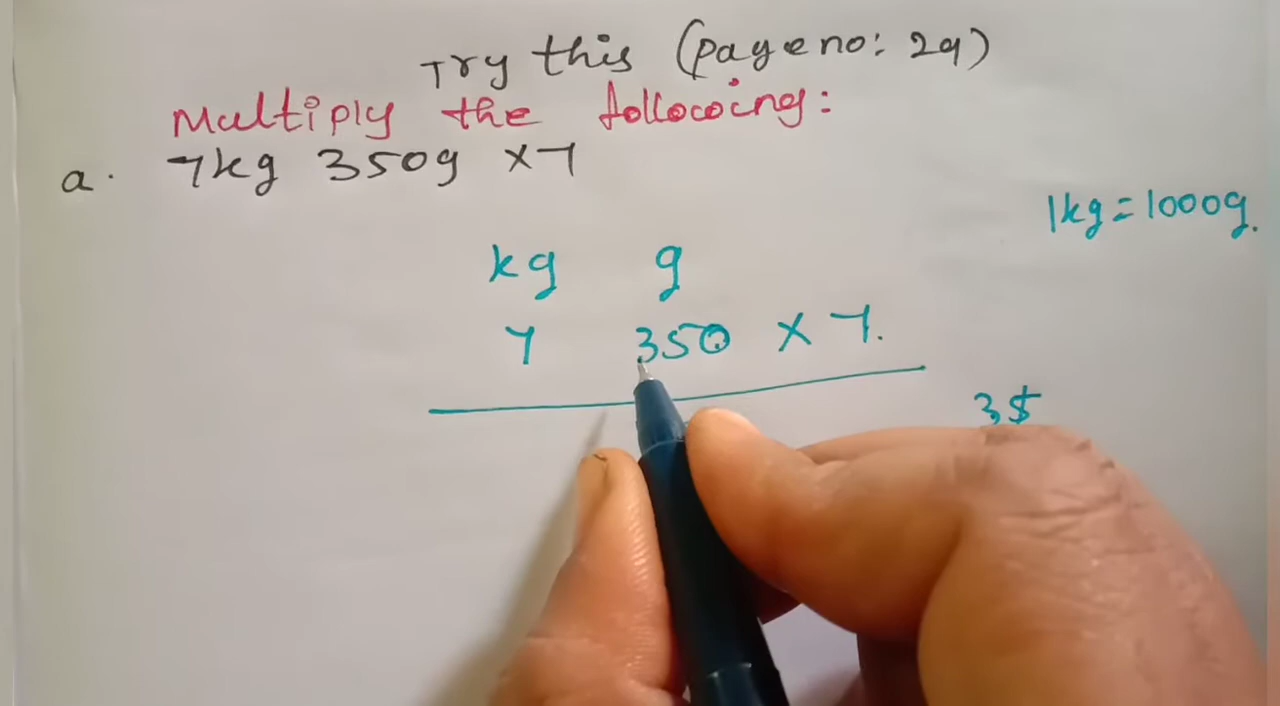 Try this (page no: 29)
Multiply the following:
a. 7kg 350g x 7
1kg = 1000g.
kg g
7 350 x 7.
35